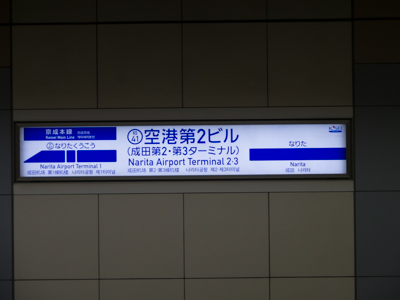 京成本線
Keisei Main Line
なりたくうこう
Narita Airport Terminal 1
KS
41
空港第2ビル
(成田第2・第3ターミナル)
Narita Airport Terminal 2·3
なりた
Narita
成田